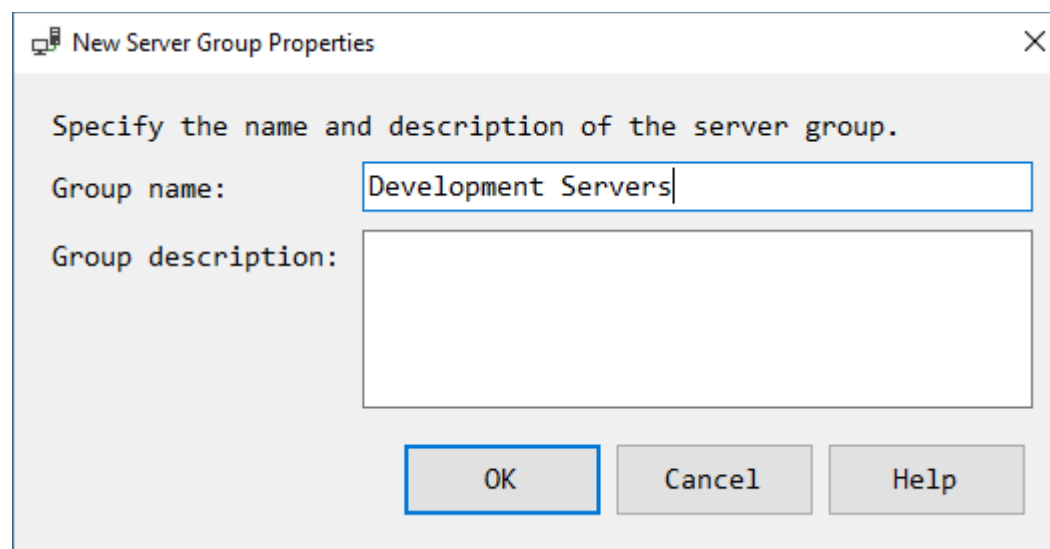 New Server Group Properties
Specify the name and description of the server group.
Group name: Development Servers
Group description:
OK Cancel Help